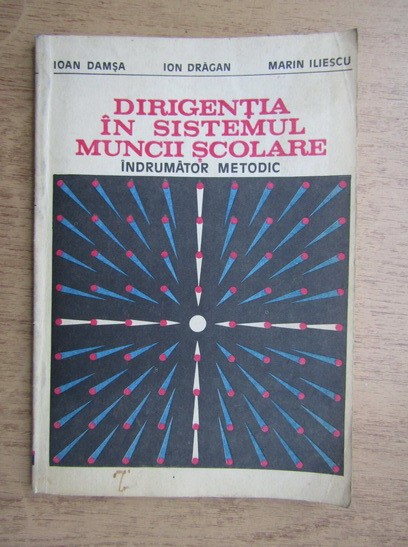 IOAN DAMȘA ION DRĂGAN MARIN ILIESCU
DIRIGENȚIA
ÎN SISTEMUL
MUNCII ȘCOLARE
ÎNDRUMĂTOR METODIC